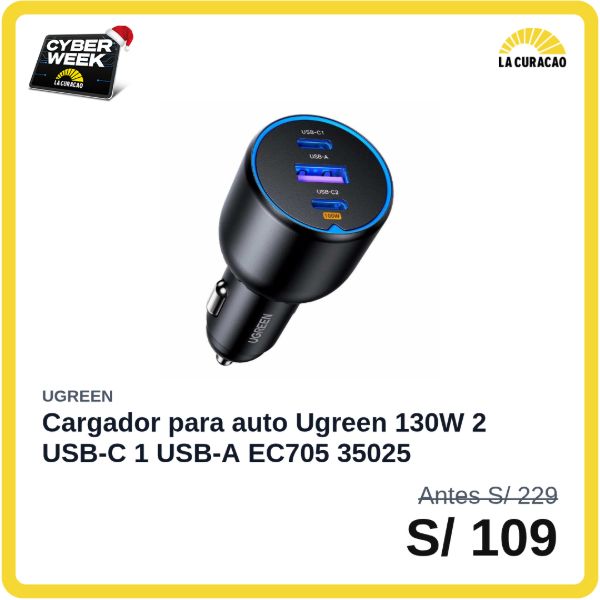 CYBER
WEEK
LA CURACAO
LA CURACAO
USB-C1
USB-A
USB-C2
100W
UGREEN
UGREEN
Cargador para auto Ugreen 130W 2
USB-C 1 USB-A EC705 35025
Antes S/ 229
S/ 109